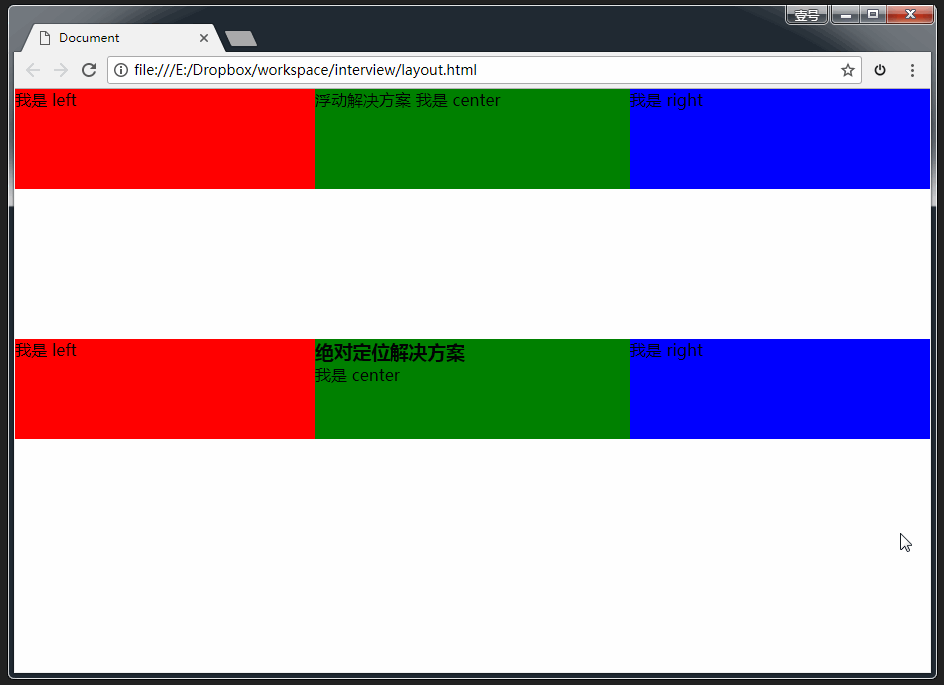 壹号
Document
file:///E:/Dropbox/workspace/interview/layout.html
我是 left
浮动解决方案 我是 center
我是 right
我是 left
绝对定位解决方案
我是 center
我是 right